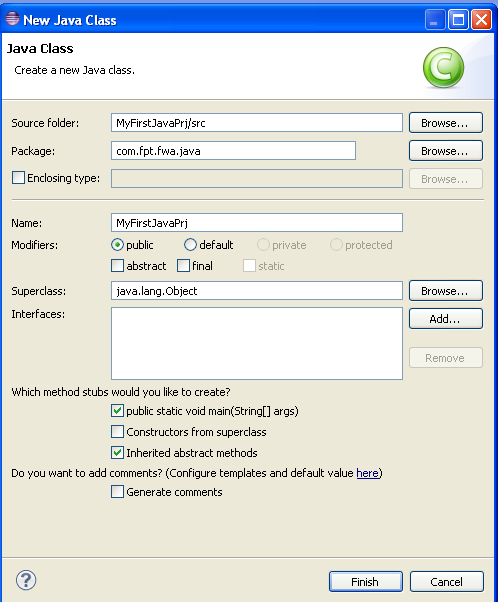 New Java Class
Java Class
Create a new Java class.
Source folder: MyFirstJavaPrj/src Browse...
Package: com.fpt.fwa.java Browse...
Enclosing type: Browse...
Name: MyFirstJavaPrj
Modifiers: public default private protected
abstract final static
Superclass: java.lang.Object Browse...
Interfaces: Add...
Remove
Which method stubs would you like to create?
public static void main(String[] args)
Constructors from superclass
Inherited abstract methods
Do you want to add comments? (Configure templates and default value here)
Generate comments
Finish Cancel